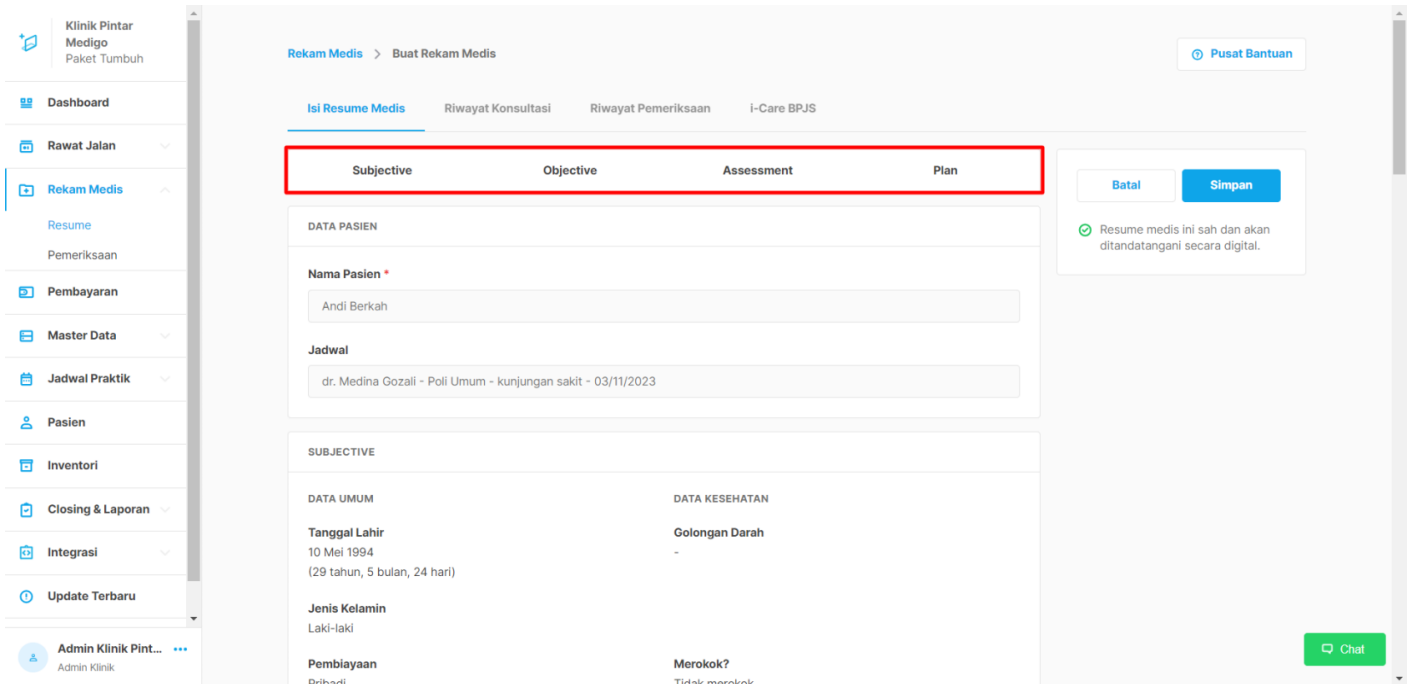 Klinik Pintar
Medigo
Paket Tumbuh
Dashboard
Rawat Jalan
Rekam Medis
Resume
Pemeriksaan
Pembayaran
Master Data
Jadwal Praktik
Pasien
Inventori
Closing & Laporan
Integrasi
Update Terbaru
Admin Klinik Pint...
Admin Klinik
Rekam Medis > Buat Rekam Medis
Pusat Bantuan
Isi Resume Medis Riwayat Konsultasi Riwayat Pemeriksaan i-Care BPJS
Subjective Objective Assessment Plan
Batal Simpan
Resume medis ini sah dan akan
ditandatangani secara digital.
DATA PASIEN
Nama Pasien *
Andi Berkah
Jadwal
dr. Medina Gozali - Poli Umum - kunjungan sakit - 03/11/2023
SUBJECTIVE
DATA UMUM
Tanggal Lahir
10 Mei 1994
(29 tahun, 5 bulan, 24 hari)
Jenis Kelamin
Laki-laki
Pembiayaan
Pribadi
DATA KESEHATAN
Golongan Darah
-
Merokok?
Tidak merokok
Chat